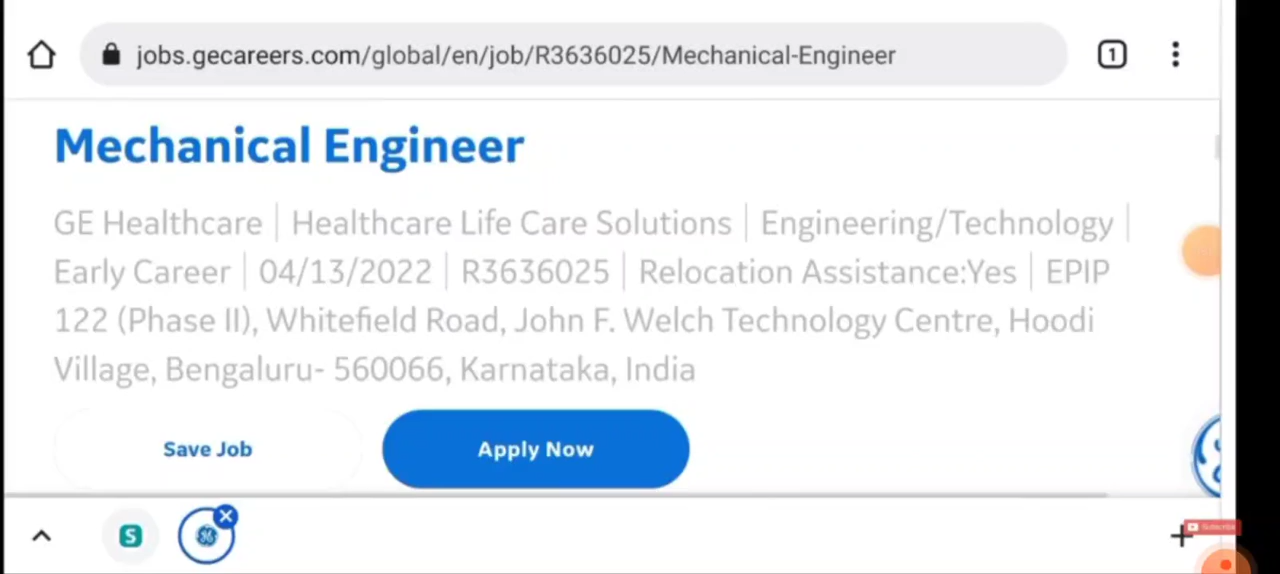 jobs.gecareers.com/global/en/job/R3636025/Mechanical-Engineer
1
Mechanical Engineer
GE Healthcare | Healthcare Life Care Solutions | Engineering/Technology |
Early Career | 04/13/2022 | R3636025 | Relocation Assistance:Yes | EPIP
122 (Phase II), Whitefield Road, John F. Welch Technology Centre, Hoodi
Village, Bengaluru- 560066, Karnataka, India
Save Job
Apply Now
S
GE
Subscribe